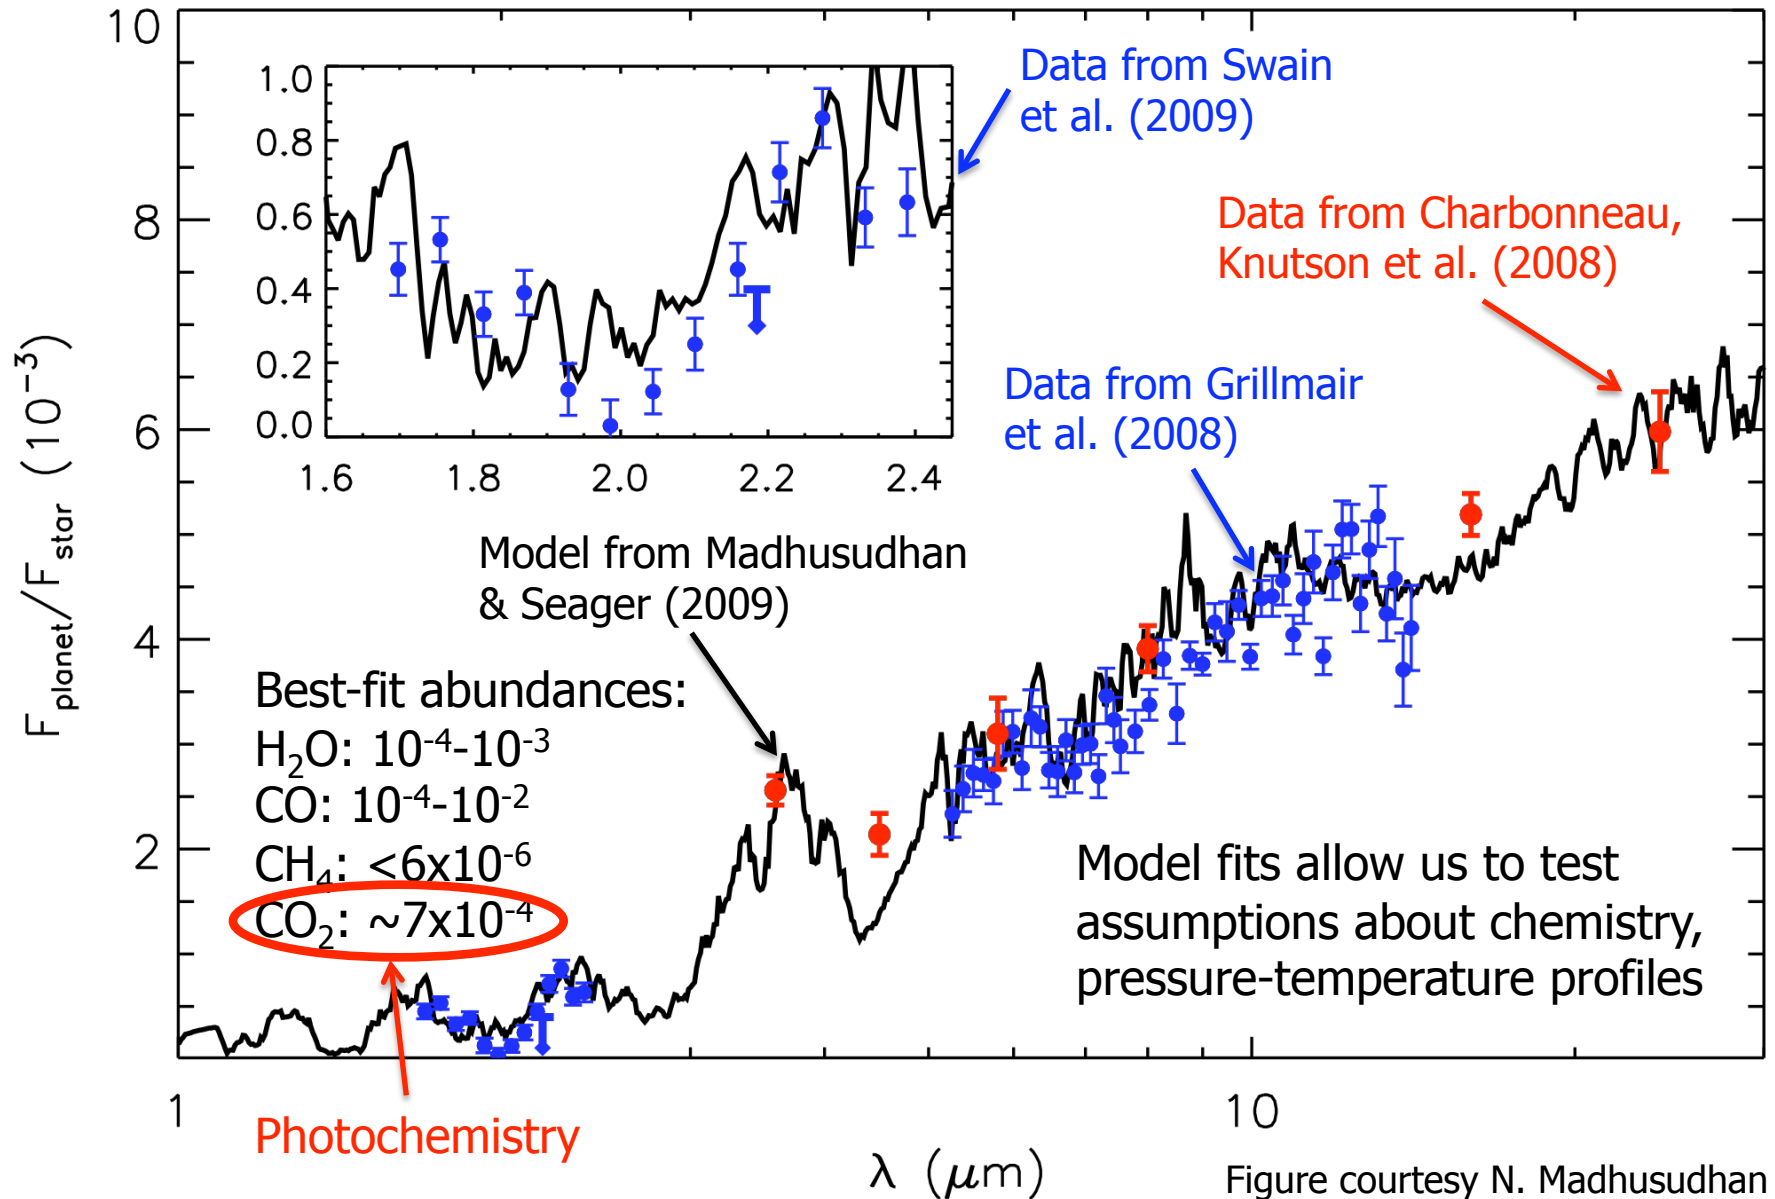 10
8
6
4
2
F planet/F star (10⁻³)
1.0
0.8
0.6
0.4
0.2
0.0
1.6 1.8 2.0 2.2 2.4
Data from Swain
et al. (2009)
Data from Charbonneau,
Knutson et al. (2008)
Data from Grillmair
et al. (2008)
Model from Madhusudhan
& Seager (2009)
Best-fit abundances:
H₂O: 10⁻⁴-10⁻³
CO: 10⁻⁴-10⁻²
CH₄: <6x10⁻⁶
CO₂: ~7x10⁻⁴
Model fits allow us to test
assumptions about chemistry,
pressure-temperature profiles
Photochemistry
1 10
λ (μm)
Figure courtesy N. Madhusudhan